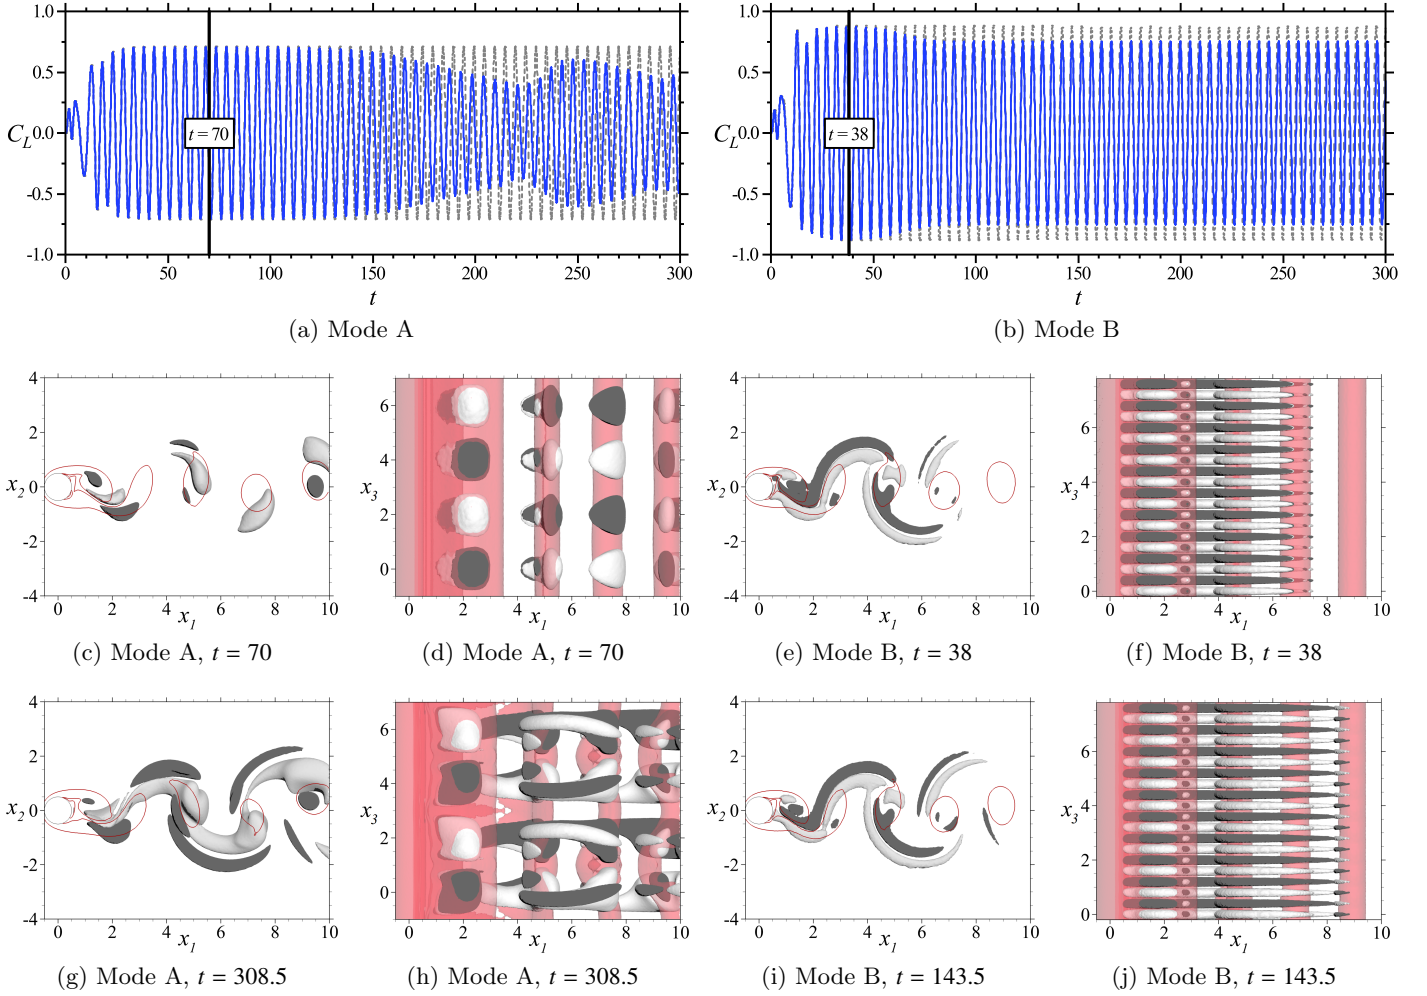 1.0
0.5
C_L 0.0
-0.5
-1.0
t = 70
0 50 100 150 200 250 300
t
(a) Mode A
1.0
0.5
C_L 0.0
-0.5
-1.0
t = 38
0 50 100 150 200 250 300
t
(b) Mode B
4
2
x_2 0
-2
-4
0 2 4 6 8 10
x_1
(c) Mode A, t = 70
6
4
x_3
2
0
0 2 4 6 8 10
x_1
(d) Mode A, t = 70
4
2
x_2 0
-2
-4
0 2 4 6 8 10
x_1
(e) Mode B, t = 38
6
x_3 4
2
0
0 2 4 6 8 10
x_1
(f) Mode B, t = 38
4
2
x_2 0
-2
-4
0 2 4 6 8 10
x_1
(g) Mode A, t = 308.5
6
4
x_3
2
0
0 2 4 6 8 10
x_1
(h) Mode A, t = 308.5
4
2
x_2 0
-2
-4
0 2 4 6 8 10
x_1
(i) Mode B, t = 143.5
6
x_3 4
2
0
0 2 4 6 8 10
x_1
(j) Mode B, t = 143.5